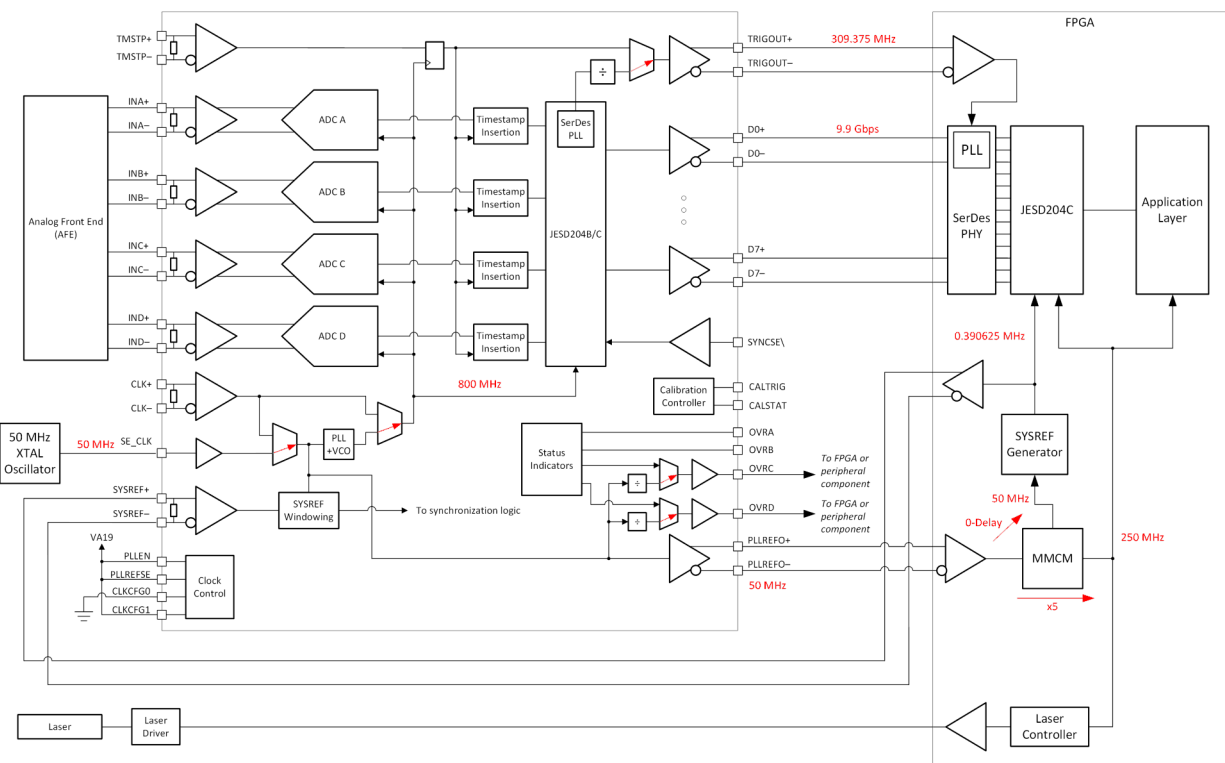 FPGA
TMSTP+
TMSTP−
TRIGOUT+
309.375 MHz
TRIGOUT−
÷
INA+
INA−
ADC A
Timestamp
Insertion
SerDes
PLL
D0+
9.9 Gbps
D0−
PLL
INB+
INB−
ADC B
Timestamp
Insertion
Analog Front End
(AFE)
JESD204B/C
SerDes
PHY
JESD204C
Application
Layer
INC+
INC−
ADC C
Timestamp
Insertion
D7+
D7−
IND+
IND−
ADC D
Timestamp
Insertion
SYNCSE\
0.390625 MHz
CLK+
CLK−
800 MHz
Calibration
Controller
CALTRIG
CALSTAT
50 MHz
XTAL
Oscillator
50 MHz
SE_CLK
PLL
+VCO
Status
Indicators
OVRA
OVRB
OVRC
OVRD
÷
÷
To FPGA or
peripheral
component
To FPGA or
peripheral
component
SYSREF
Generator
SYSREF+
SYSREF−
SYSREF
Windowing
To synchronization logic
50 MHz
0-Delay
VA19
PLLEN
PLLREFSE
CLKCFG0
CLKCFG1
Clock
Control
PLLREFO+
PLLREFO−
50 MHz
MMCM
250 MHz
x5
Laser
Laser
Driver
Laser
Controller